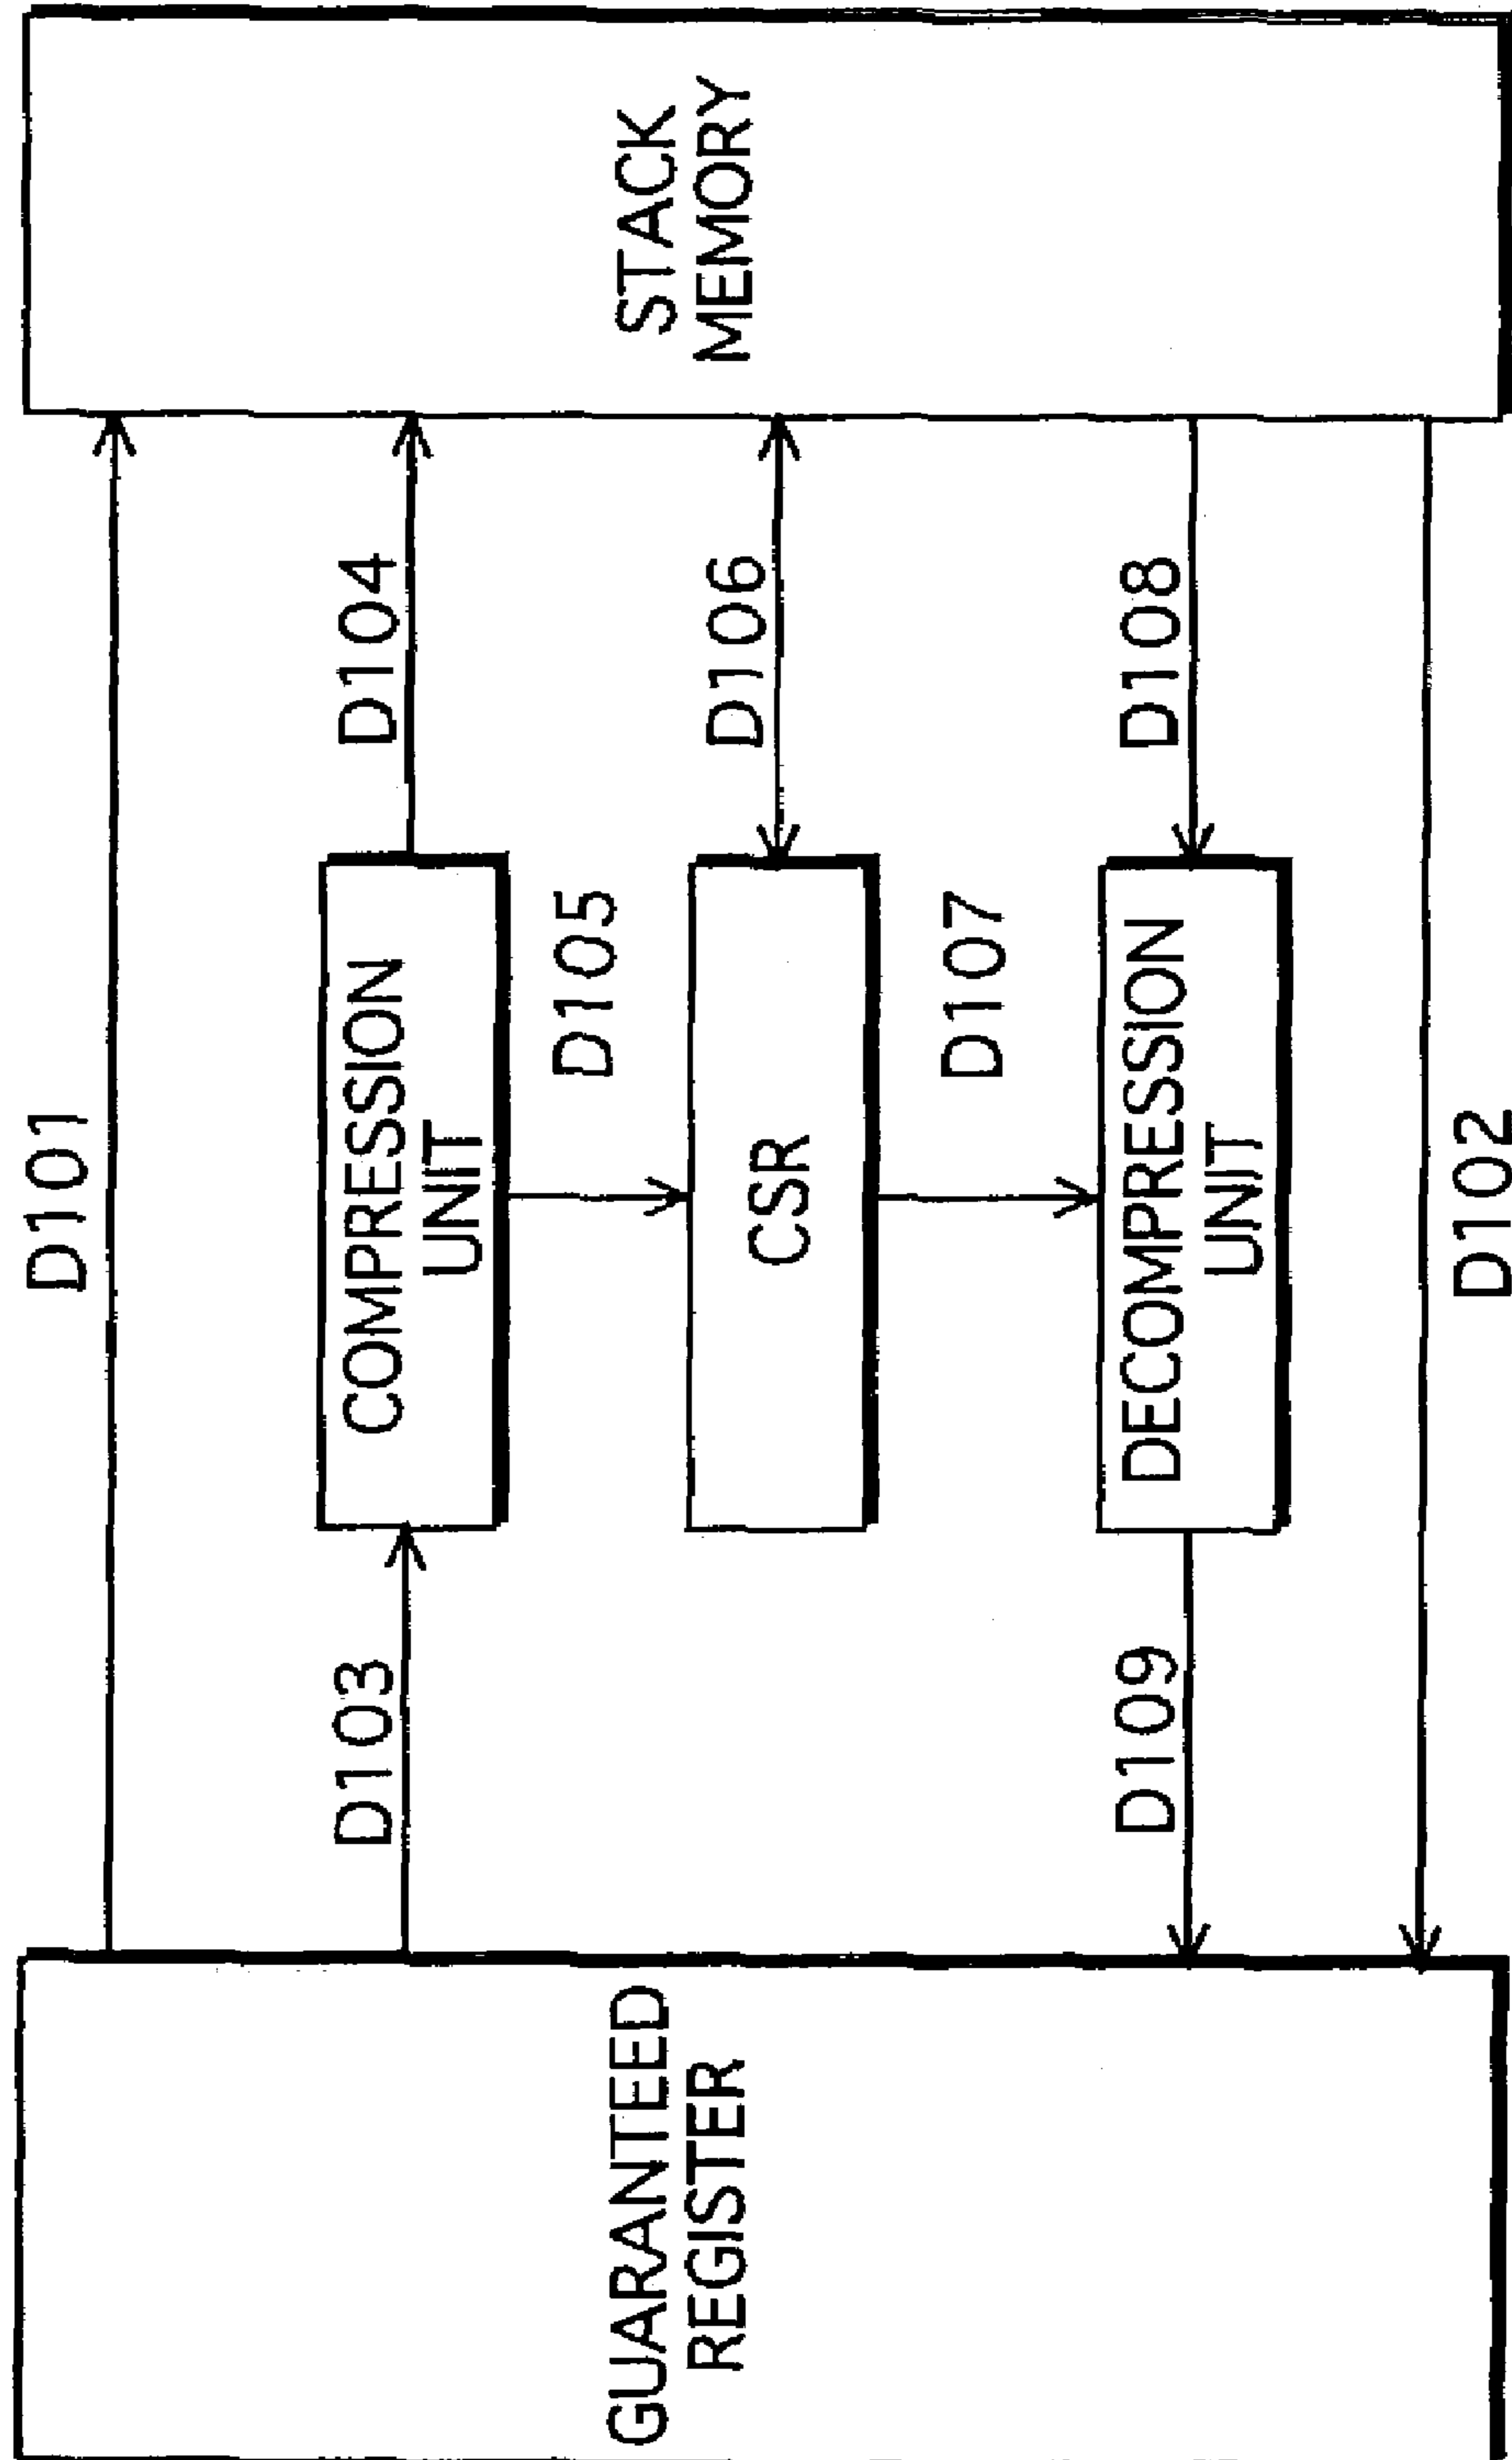 D101
GUARANTEED
REGISTER
D103
COMPRESSION
UNIT
D104
STACK
MEMORY
D105
CSR
D106
D107
D109
DECOMPRESSION
UNIT
D108
D102